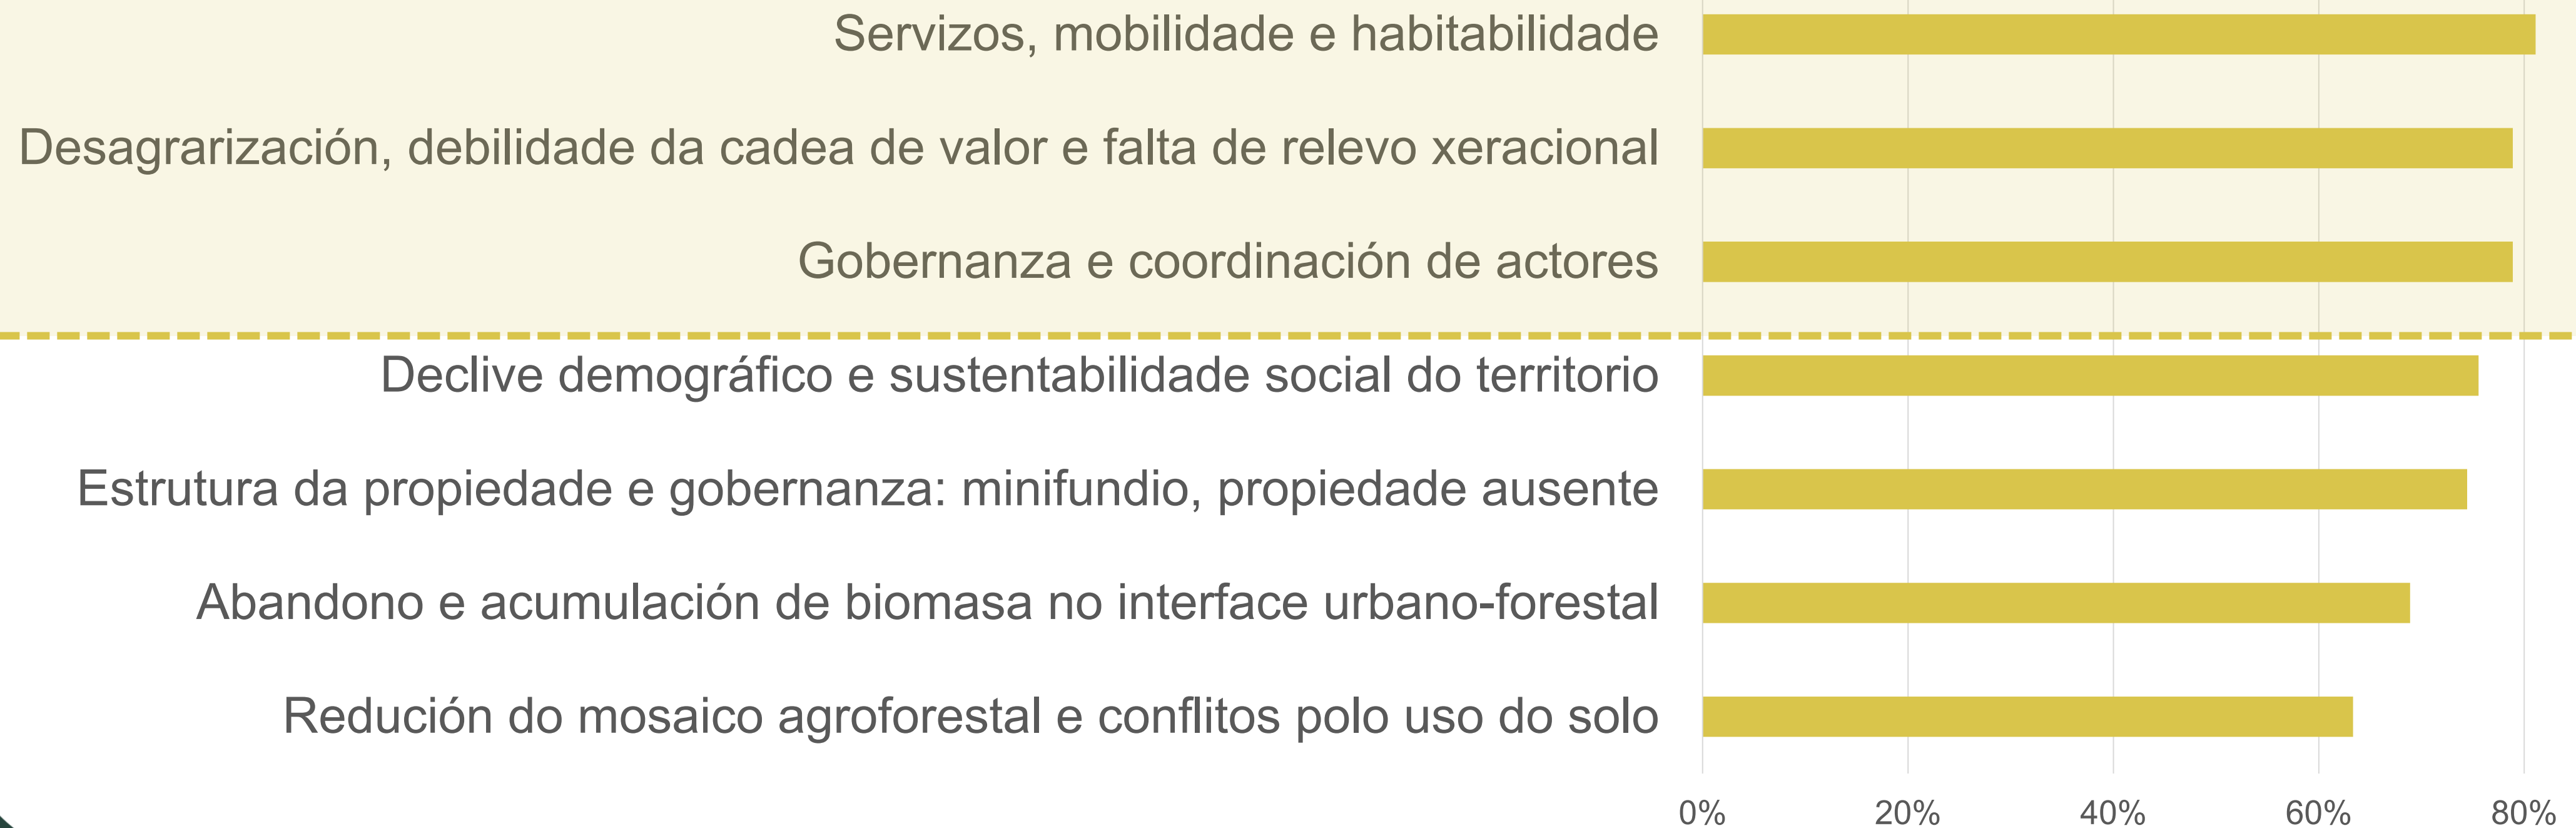 Servizos, mobilidade e habitabilidade
Desagrarización, debilidade da cadea de valor e falta de relevo xeracional
Gobernanza e coordinación de actores
Declive demográfico e sustentabilidade social do territorio
Estrutura da propiedade e gobernanza: minifundio, propiedade ausente
Abandono e acumulación de biomasa no interface urbano-forestal
Redución do mosaico agroforestal e conflitos polo uso do solo
0% 20% 40% 60% 80%